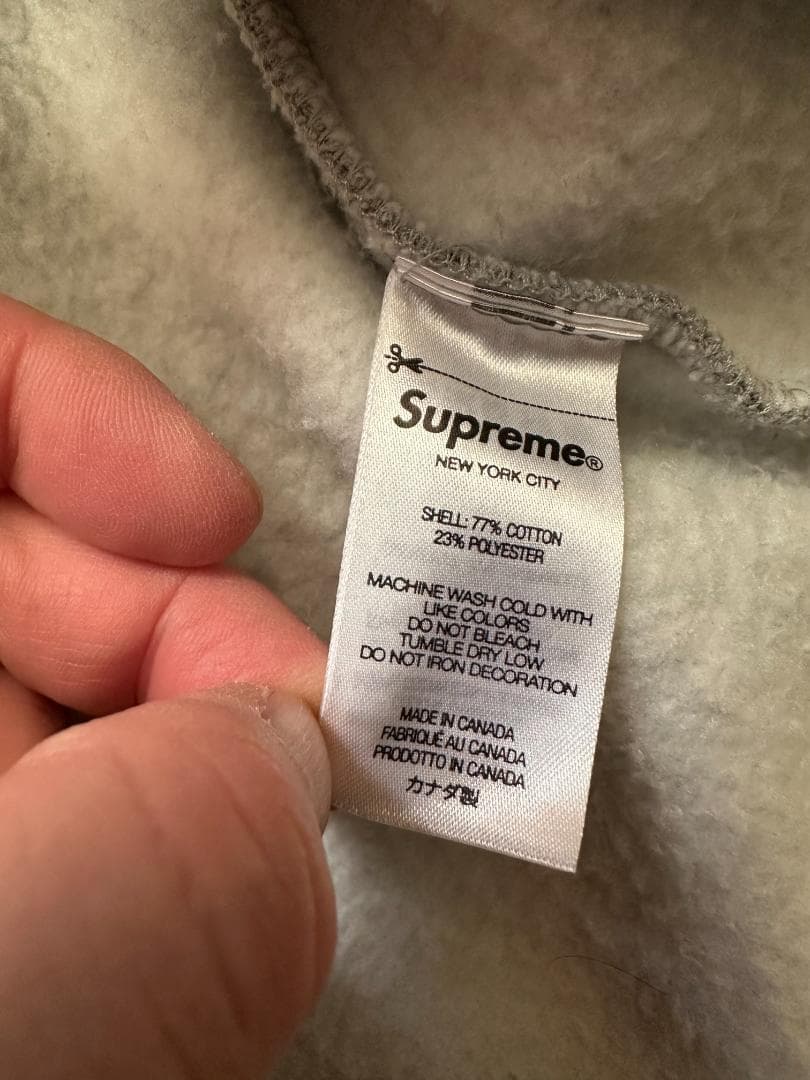 Supreme®
NEW YORK CITY
SHELL: 77% COTTON
23% POLYESTER
MACHINE WASH COLD WITH
LIKE COLORS
DO NOT BLEACH
TUMBLE DRY LOW
DO NOT IRON DECORATION
MADE IN CANADA
FABRIQUÉ AU CANADA
PRODOTTO IN CANADA
カナダ製